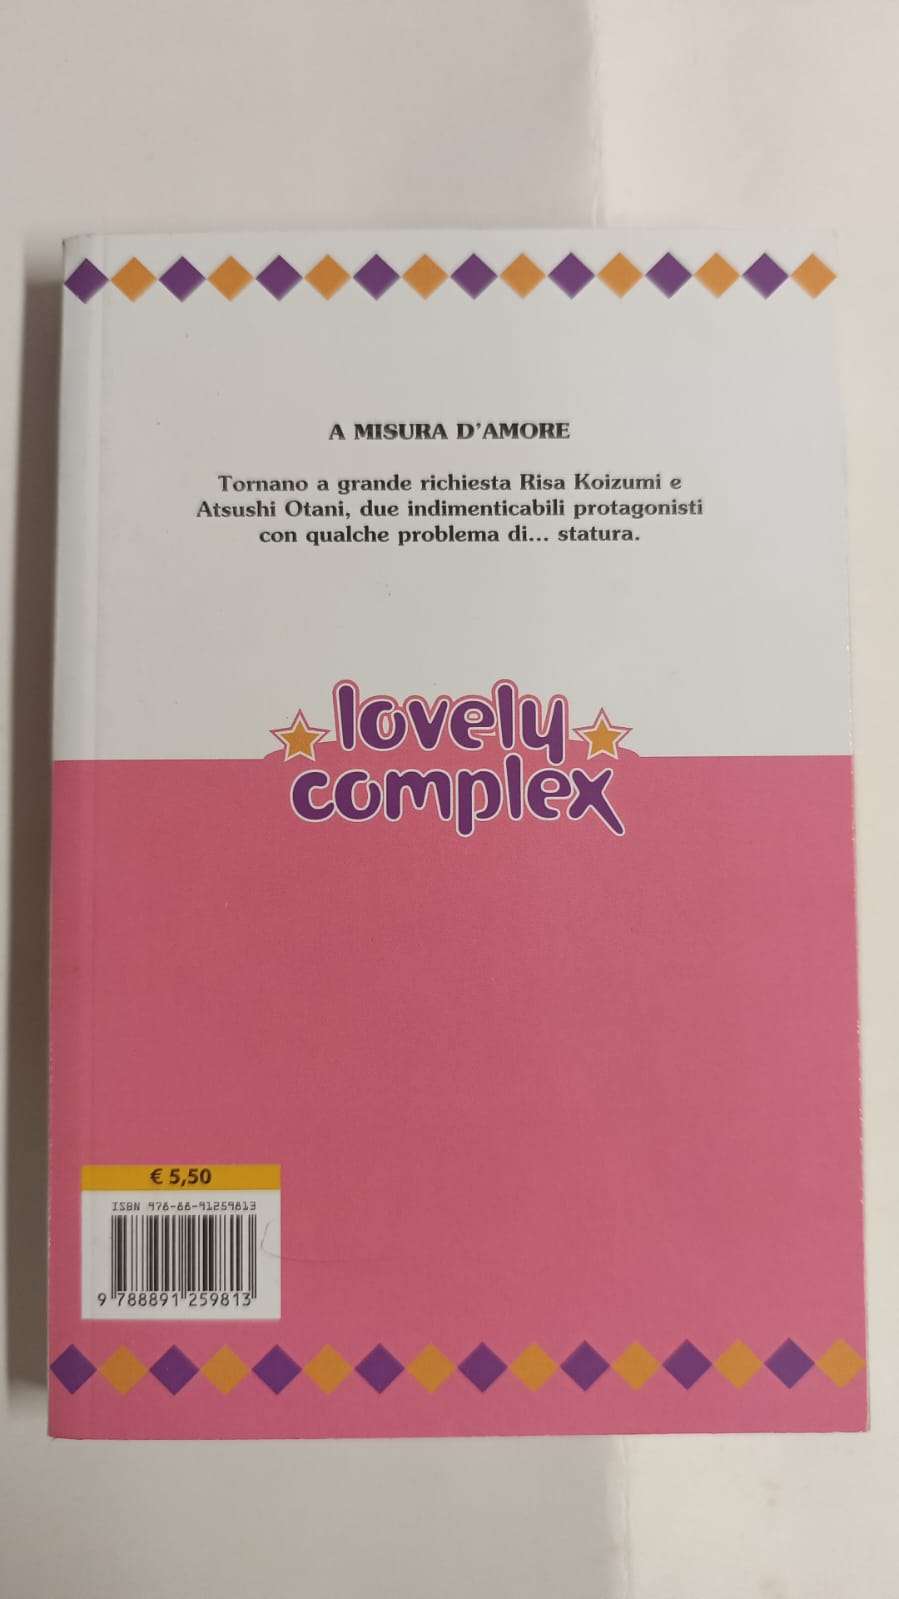 A MISURA D'AMORE
Tornano a grande richiesta Risa Koizumi e
Atsushi Otani, due indimenticabili protagonisti
con qualche problema di... statura.
lovely
complex
€ 5,50
ISBN 978-88-91259813
9 788891 259813